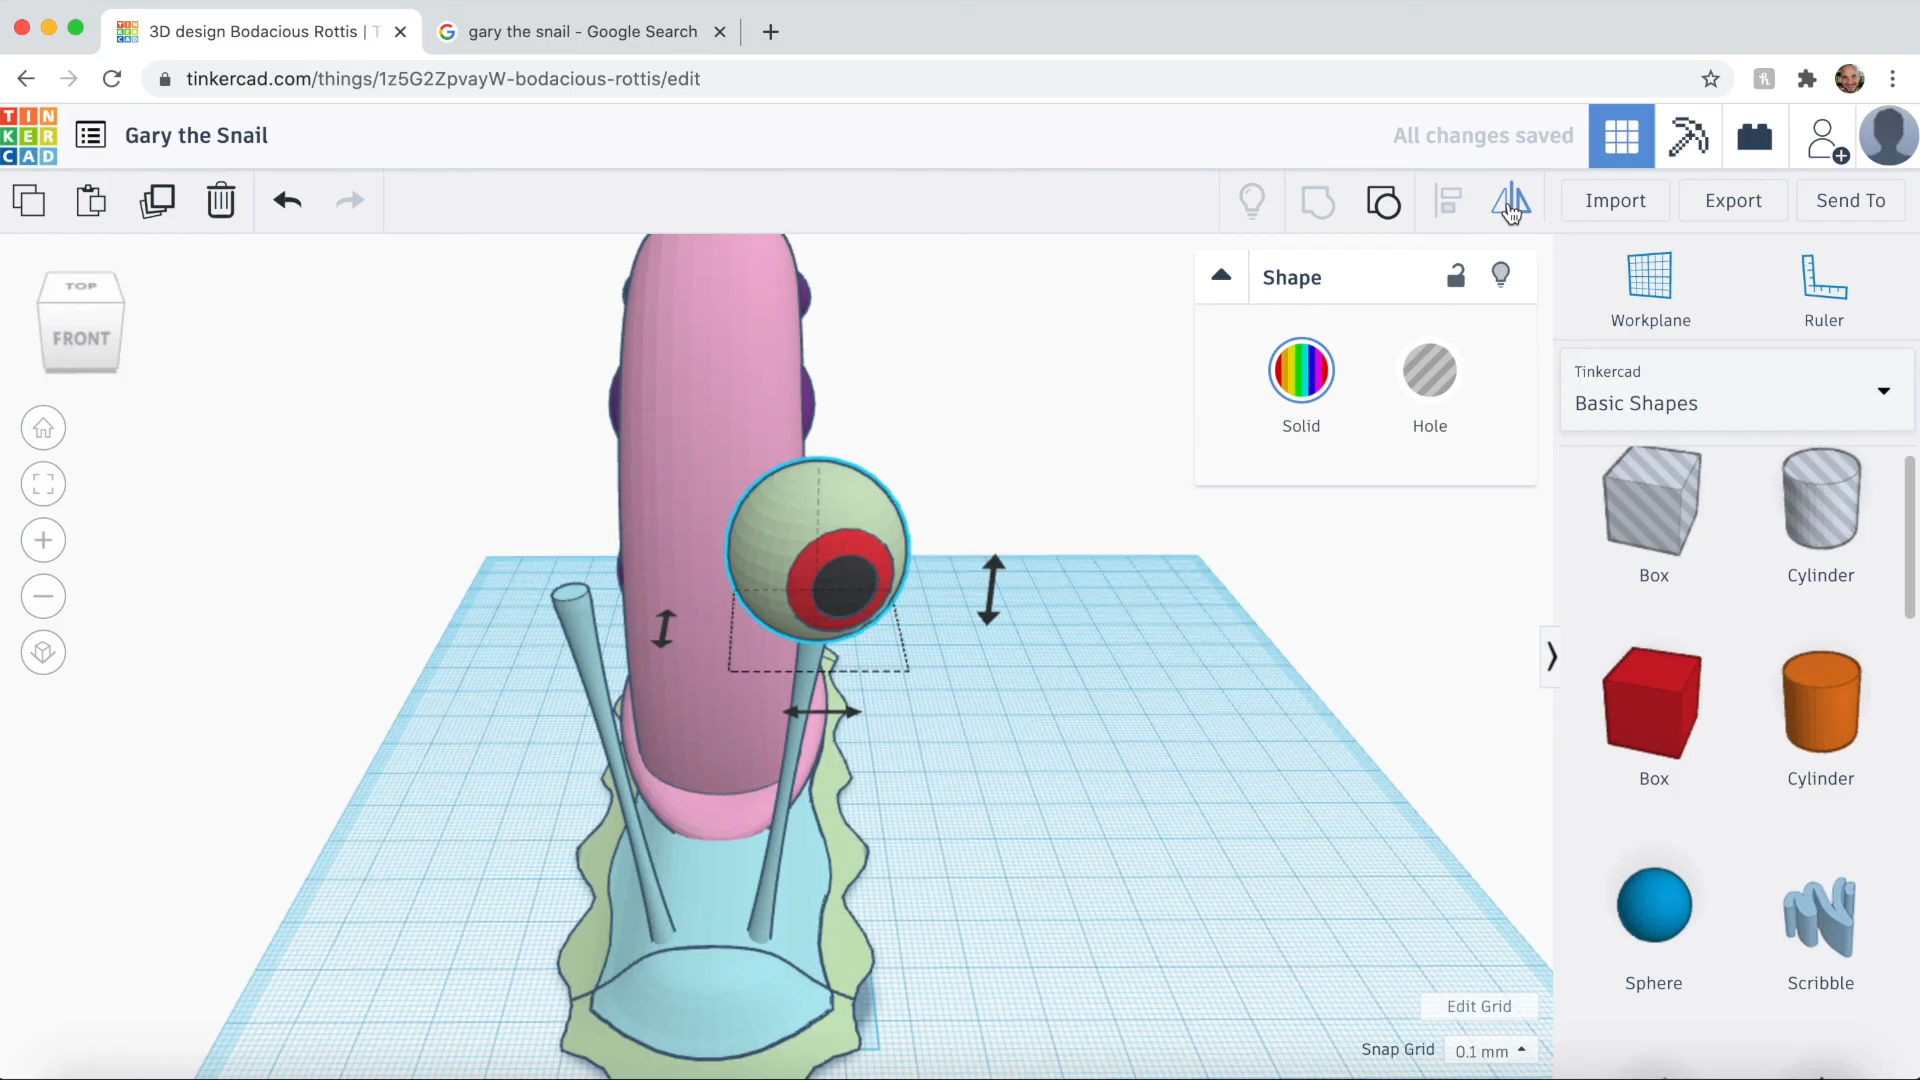 3D design Bodacious Rottis | T
gary the snail - Google Search
tinkercad.com/things/1z5G2ZpvayW-bodacious-rottis/edit
TIN
KER
CAD
Gary the Snail
All changes saved
Import
Export
Send To
TOP
FRONT
Shape
Solid
Hole
Workplane
Ruler
Tinkercad
Basic Shapes
Box
Cylinder
Box
Cylinder
Sphere
Scribble
Edit Grid
Snap Grid
0.1 mm